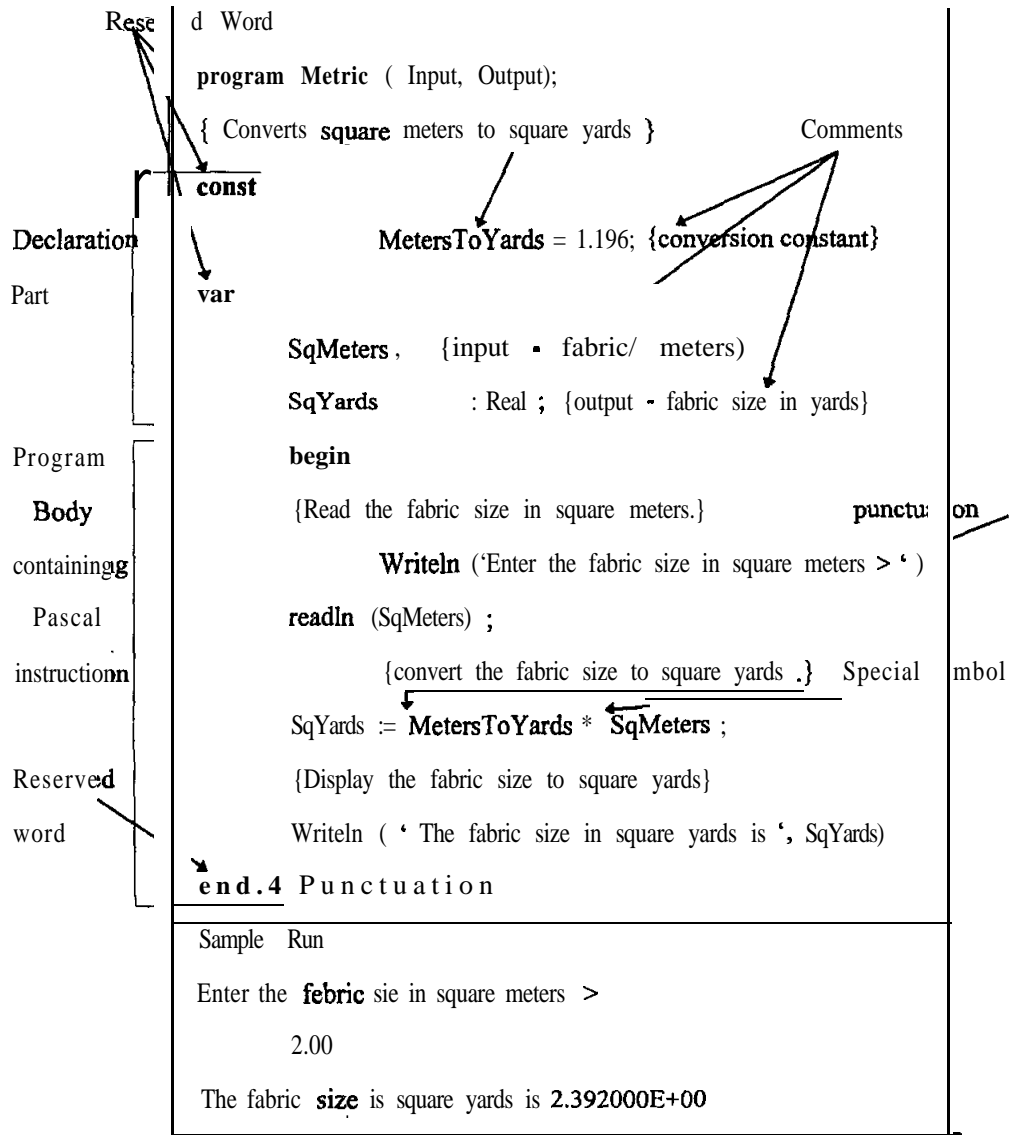 Rese d Word
program Metric ( Input, Output);
{ Converts square meters to square yards } Comments
const
Declaration MetersToYards = 1.196; {conversion constant}
Part var
SqMeters , {input - fabric/ meters)
SqYards : Real ; {output - fabric size in yards}
Program begin
Body {Read the fabric size in square meters.} punctu on
containing Writeln (‘Enter the fabric size in square meters > ‘ )
Pascal readln (SqMeters) ;
instruction {convert the fabric size to square yards .} Special mbol
SqYards := MetersToYards * SqMeters ;
Reserved {Display the fabric size to square yards}
word Writeln ( ‘ The fabric size in square yards is ‘, SqYards)
end.4 Punctuation
Sample Run
Enter the febric sie in square meters >
2.00
The fabric size is square yards is 2.392000E+00